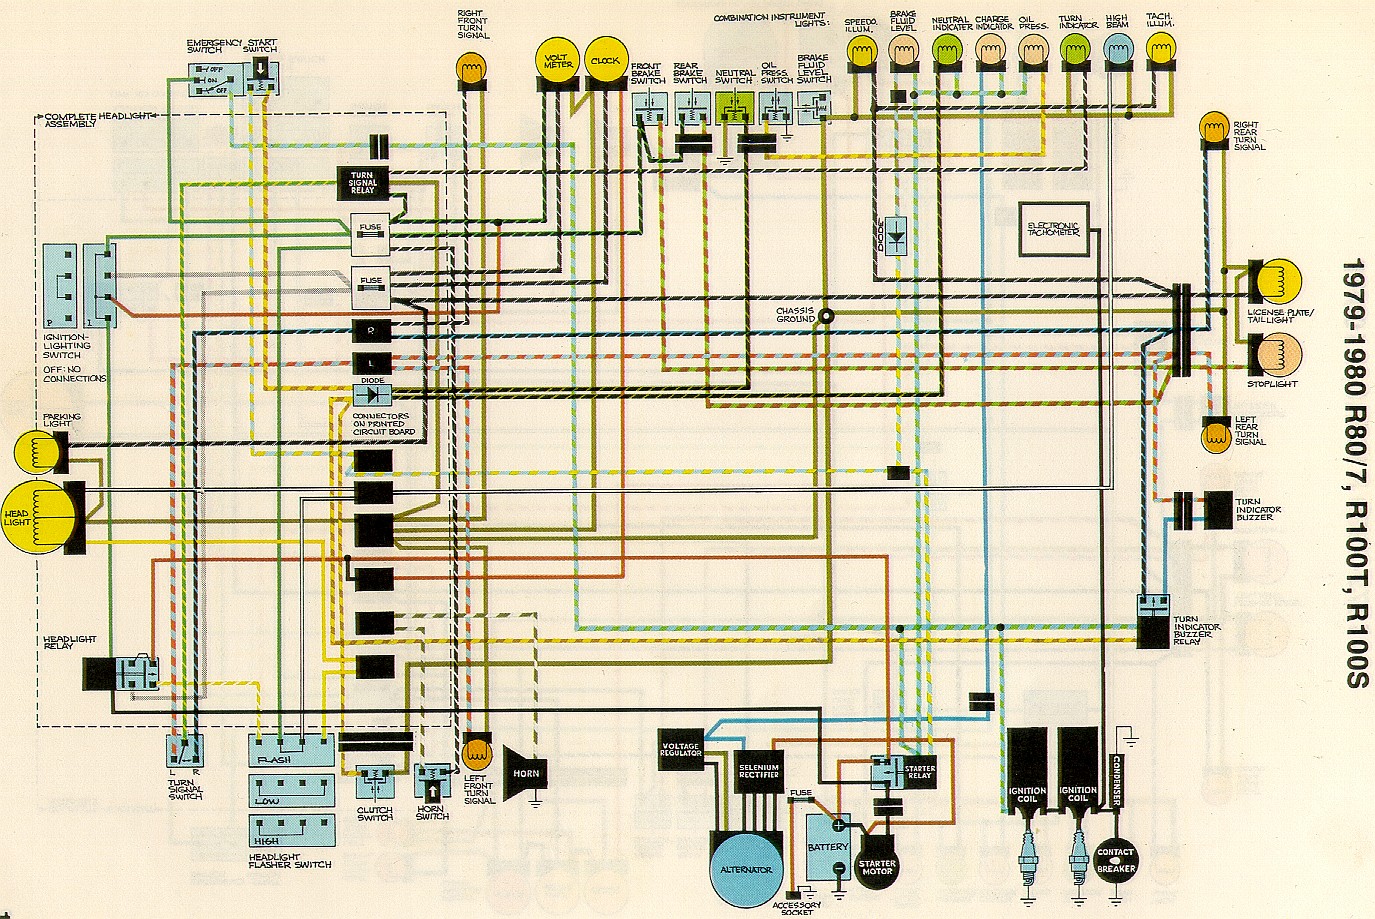 EMERGENCY
SWITCH
START
SWITCH
OFF
ON
OFF
COMPLETE HEADLIGHT
ASSEMBLY
RIGHT
FRONT
TURN
SIGNAL
VOLT
METER
CLOCK
COMBINATION INSTRUMENT
LIGHTS:
SPEEDO.
ILLUM.
BRAKE
FLUID
LEVEL
NEUTRAL
INDICATER
CHARGE
INDICATOR
OIL
PRESS.
TURN
INDICATOR
HIGH
BEAM
TACH.
ILLUM.
FRONT
BRAKE
SWITCH
REAR
BRAKE
SWITCH
NEUTRAL
SWITCH
OIL
PRESS.
SWITCH
BRAKE
FLUID
LEVEL
SWITCH
RIGHT
REAR
TURN
SIGNAL
TURN
SIGNAL
RELAY
FUSE
FUSE
DIODE
ELECTRONIC
TACHOMETER
P
1
IGNITION-
LIGHTING
SWITCH
OFF: NO
CONNECTIONS
R
L
DIODE
CONNECTORS
ON PRINTED
CIRCUIT BOARD
CHASSIS
GROUND
LICENSE PLATE/
TAILLIGHT
STOPLIGHT
LEFT
REAR
TURN
SIGNAL
PARKING
LIGHT
HEAD
LIGHT
TURN
INDICATOR
BUZZER
TURN
INDICATOR
BUZZER
RELAY
HEADLIGHT
RELAY
L R
TURN
SIGNAL
SWITCH
FLASH
LOW
HIGH
HEADLIGHT
FLASHER SWITCH
CLUTCH
SWITCH
HORN
SWITCH
LEFT
FRONT
TURN
SIGNAL
HORN
VOLTAGE
REGULATOR
SELENIUM
RECTIFIER
ALTERNATOR
FUSE
BATTERY
ACCESSORY
SOCKET
STARTER
RELAY
STARTER
MOTOR
IGNITION
COIL
IGNITION
COIL
CONDENSER
CONTACT
BREAKER
1979-1980 R80/7, R100T, R100S